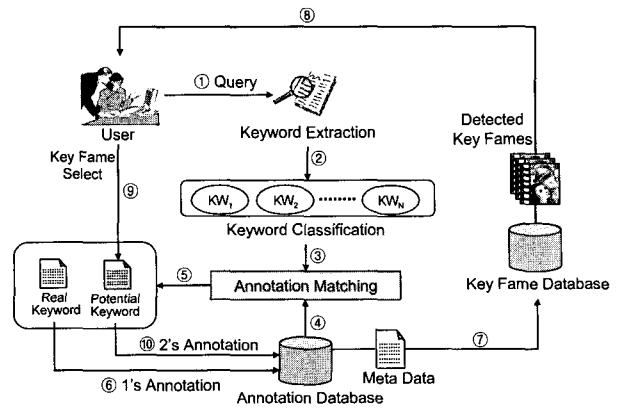 ⑧
① Query
User
Keyword Extraction
Detected
Key Fames
Key Fame
Select
②
⑨
KW₁ KW₂ ········ KW_N
Keyword Classification
③
⑤
Annotation Matching
Key Fame Database
Real
Keyword
Potential
Keyword
④
⑩ 2's Annotation
⑦
Meta Data
⑥ 1's Annotation
Annotation Database